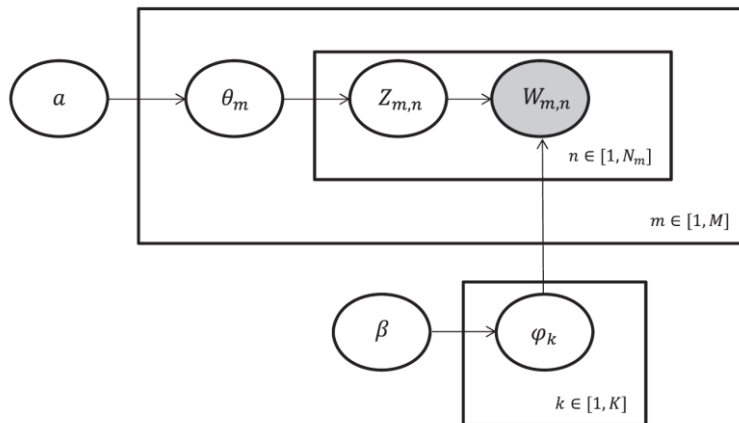 a
θ_m
Z_{m,n}
W_{m,n}
n ∈ [1, N_m]
m ∈ [1, M]
β
φ_k
k ∈ [1, K]